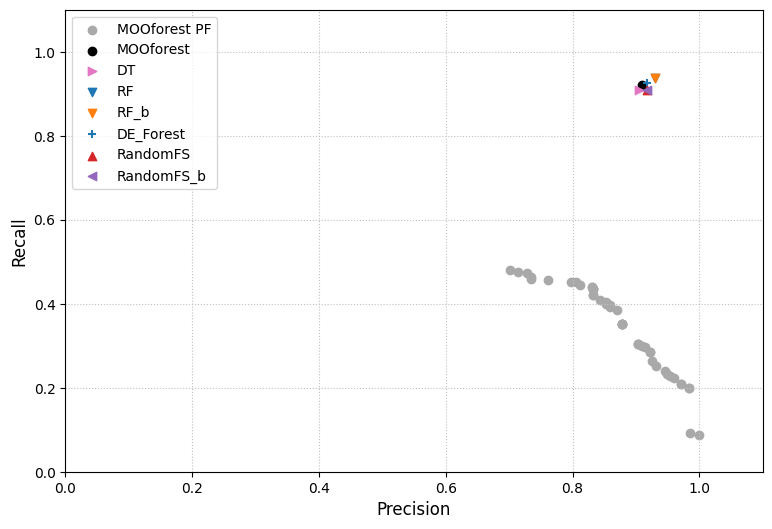 MOOforest PF
MOOforest
DT
RF
RF_b
DE_Forest
RandomFS
RandomFS_b
1.0
0.8
0.6
0.4
0.2
0.0
Recall
0.0 0.2 0.4 0.6 0.8 1.0
Precision